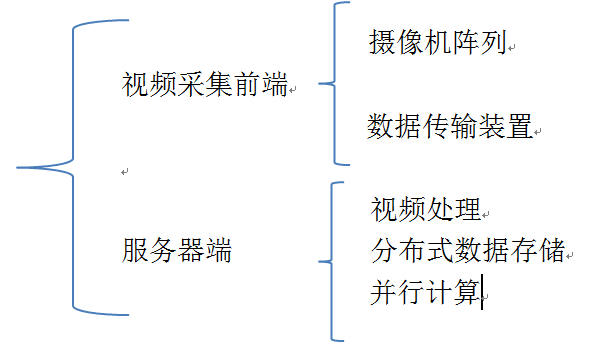 视频采集前端
摄像机阵列
数据传输装置
服务器端
视频处理
分布式数据存储
并行计算